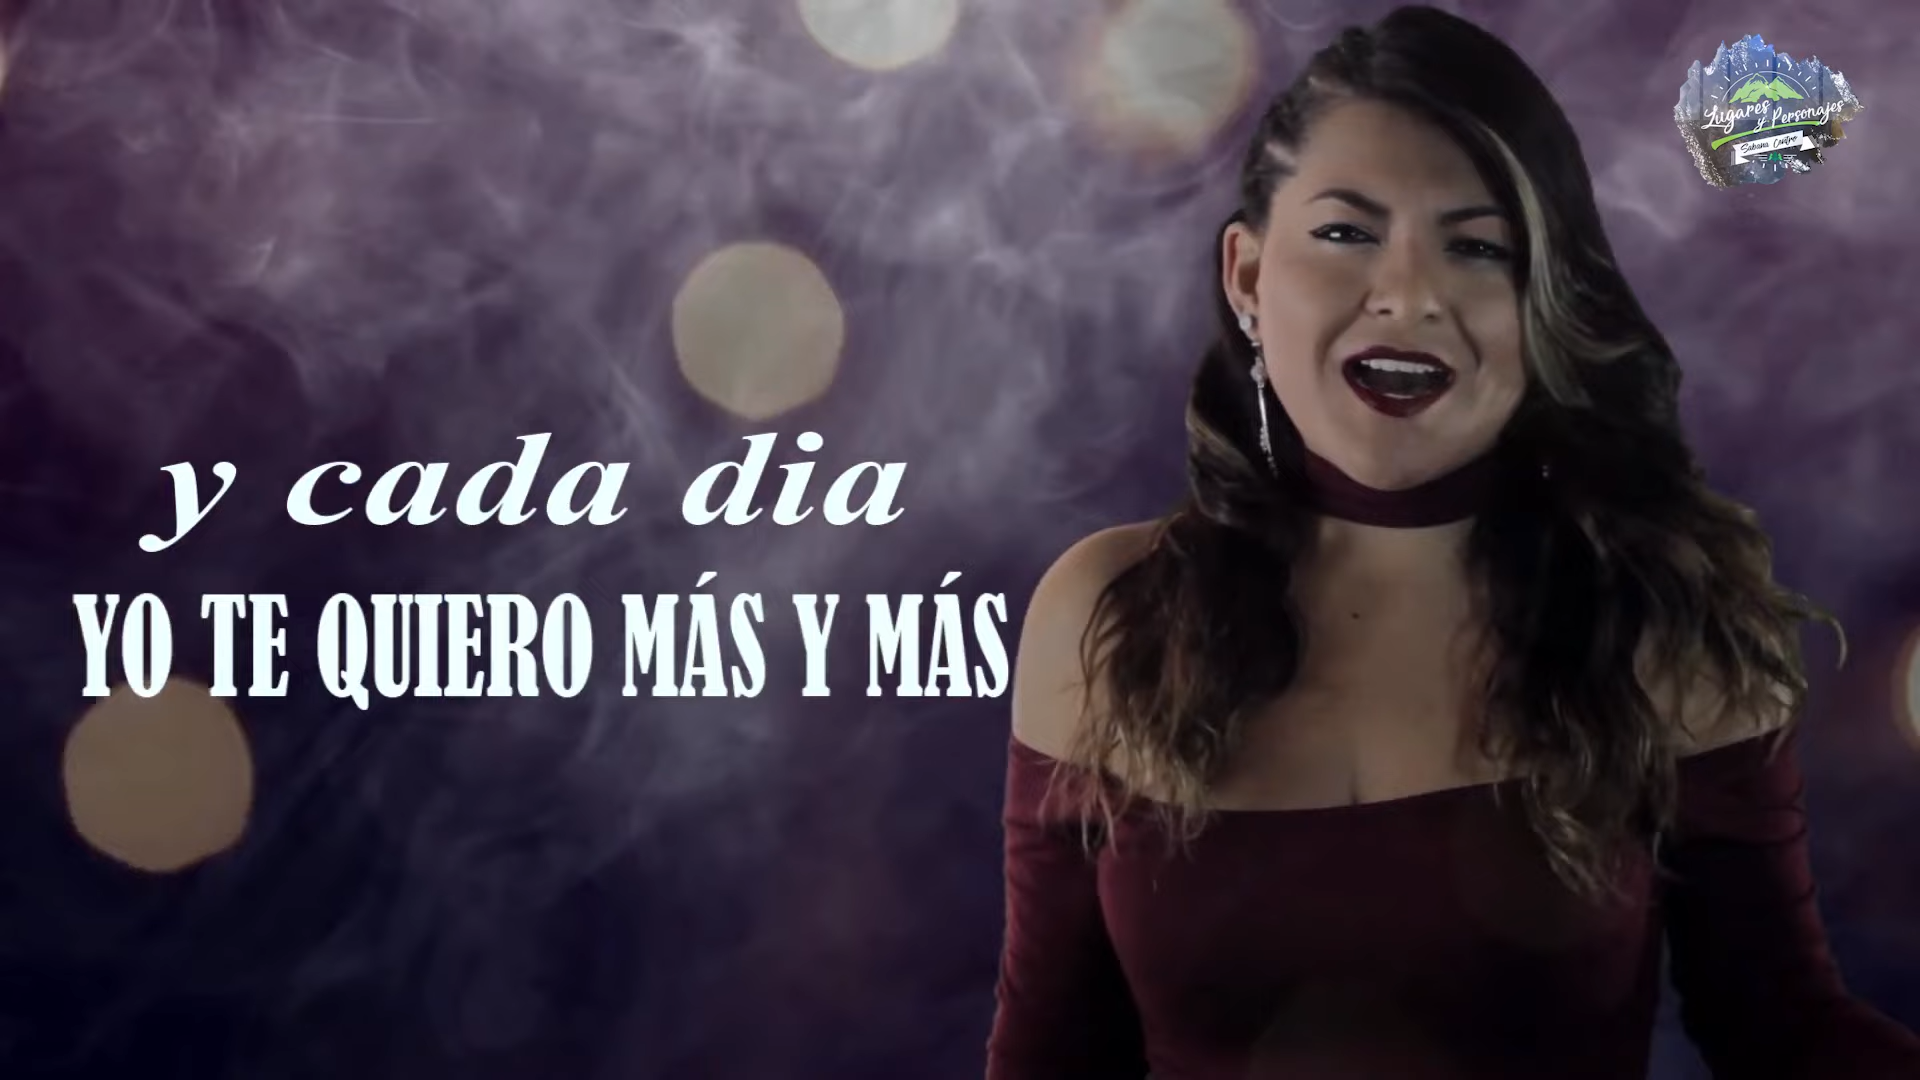 Lugares
y Personajes
Sabana Centro
y cada dia
YO TE QUIERO MÁS Y MÁS